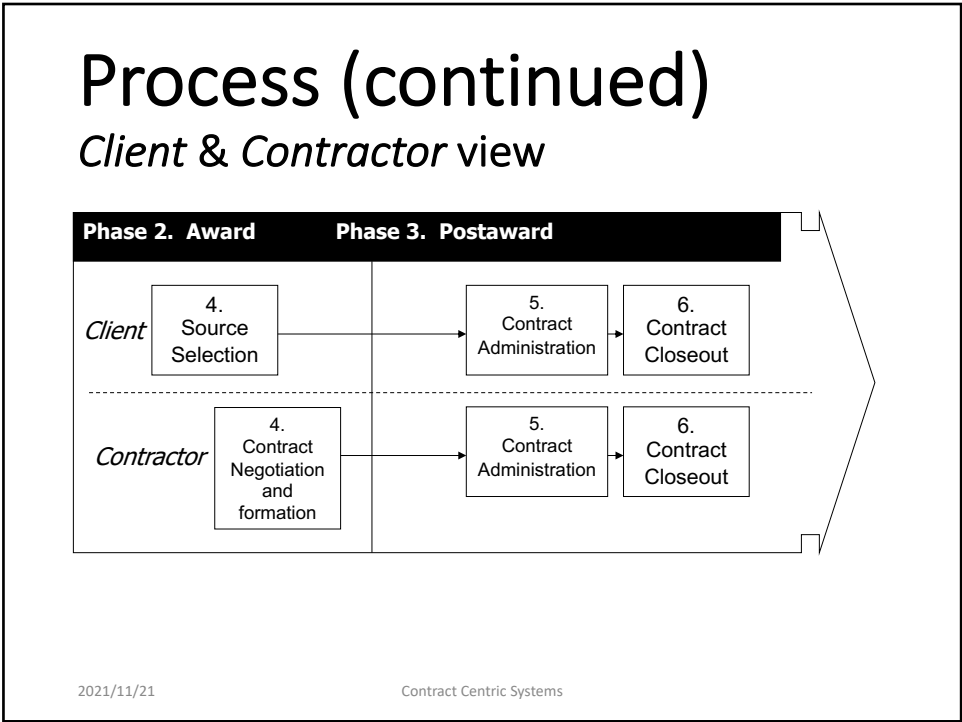 Process (continued)
Client & Contractor view
Phase 2. Award
Phase 3. Postaward
Client
4.
Source
Selection
5.
Contract
Administration
6.
Contract
Closeout
Contractor
4.
Contract
Negotiation
and
formation
5.
Contract
Administration
6.
Contract
Closeout
2021/11/21
Contract Centric Systems